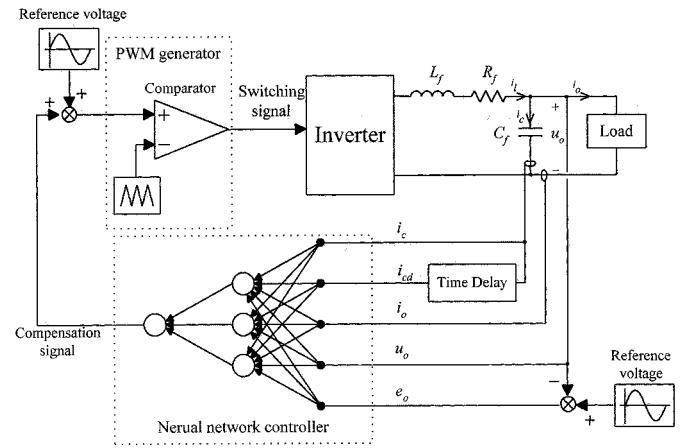 Reference voltage
PWM generator
Comparator
Switching
signal
+
+
+
−
Inverter
L_f
R_f
i_l
i_o
+
i_c
C_f
u_o
−
Load
i_c
i_cd
Time Delay
i_o
u_o
e_o
Compensation
signal
Nerual network controller
−
+
Reference
voltage